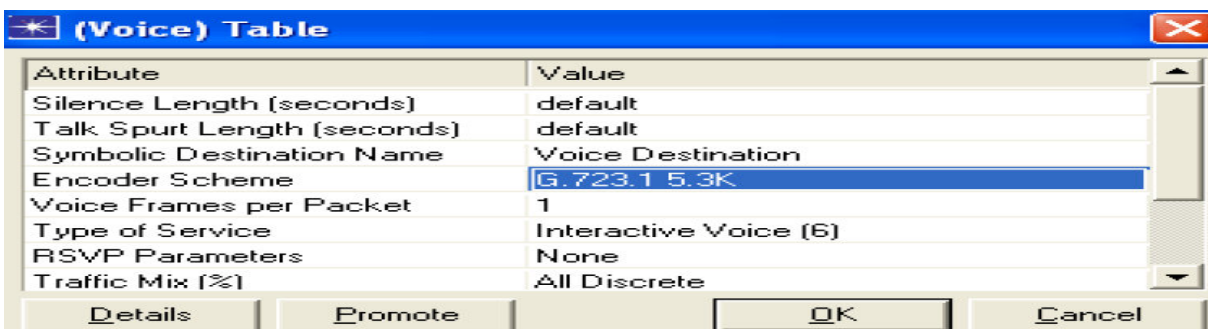 (Voice) Table
Attribute Value
Silence Length (seconds) default
Talk Spurt Length (seconds) default
Symbolic Destination Name Voice Destination
Encoder Scheme G.723.1 5.3K
Voice Frames per Packet 1
Type of Service Interactive Voice (6)
RSVP Parameters None
Traffic Mix (%) All Discrete
Details Promote OK Cancel